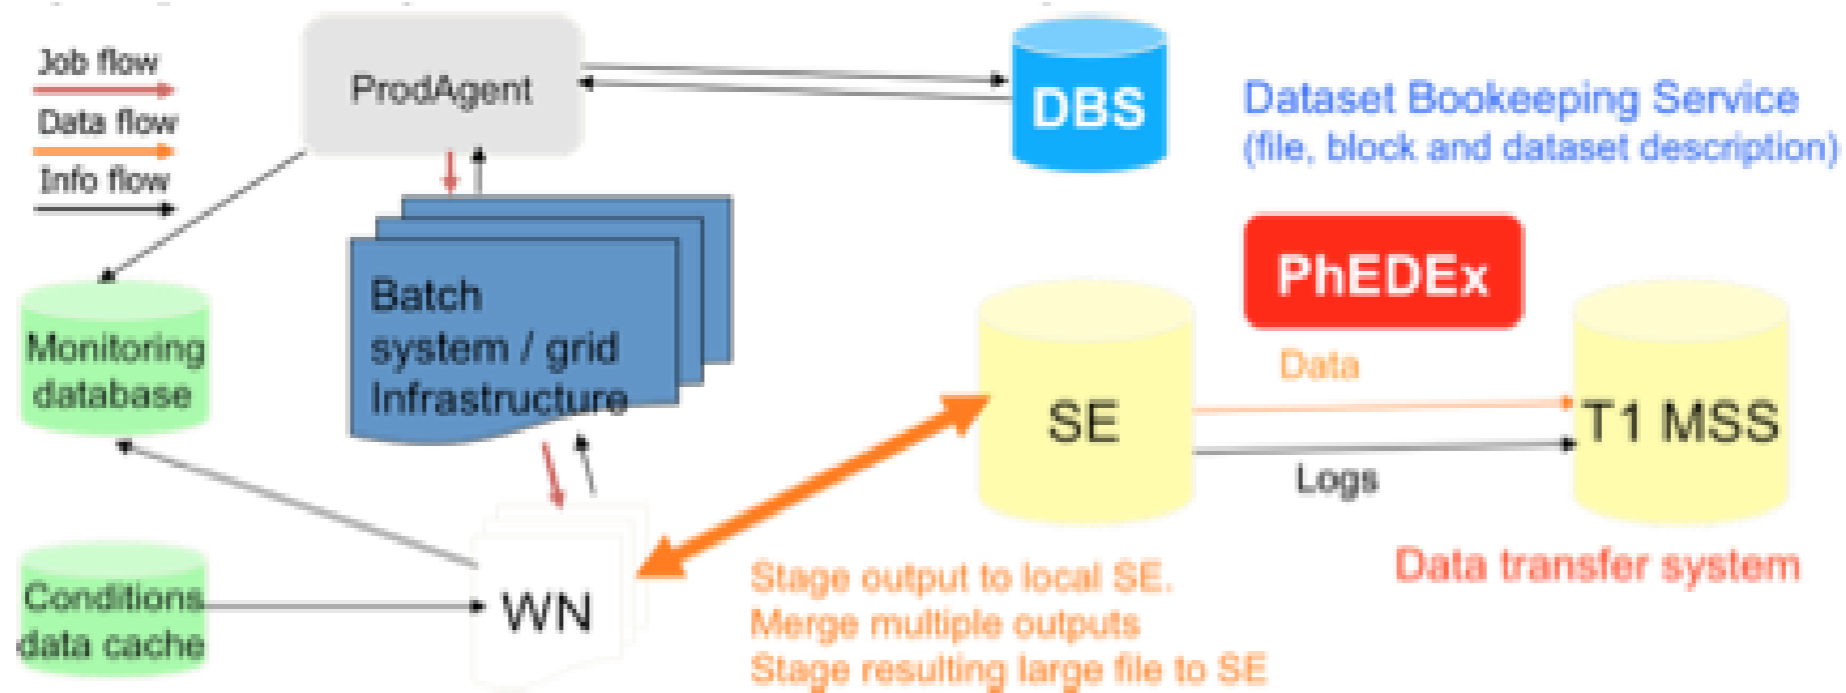 Job flow
Data flow
Info flow
ProdAgent
DBS
Dataset Bookeeping Service
(file, block and dataset description)
Batch
system / grid
Infrastructure
Monitoring
database
PhEDEx
SE
Data
Logs
T1 MSS
Data transfer system
Conditions
data cache
WN
Stage output to local SE.
Merge multiple outputs
Stage resulting large file to SE